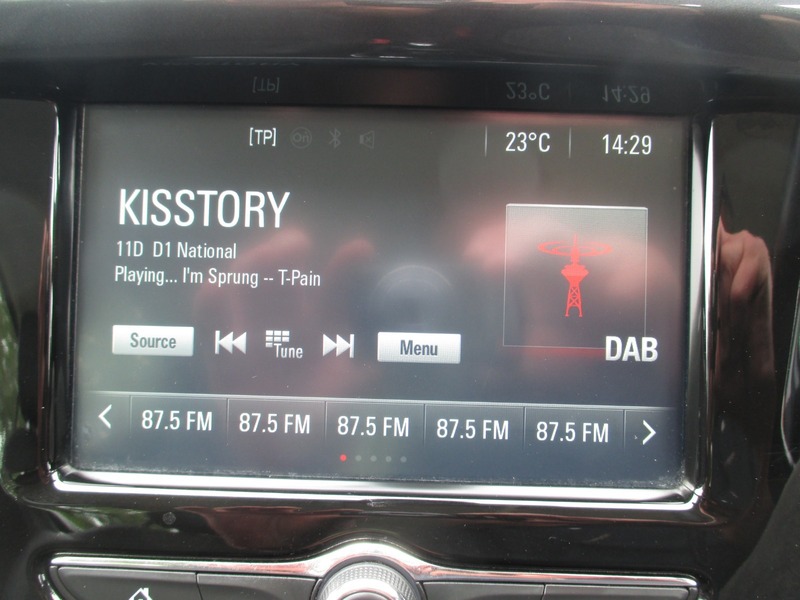 [TP] 23°C 14:29
KISSTORY
11D D1 National
Playing... I'm Sprung -- T-Pain
Source Tune Menu
DAB
87.5 FM 87.5 FM 87.5 FM 87.5 FM 87.5 FM